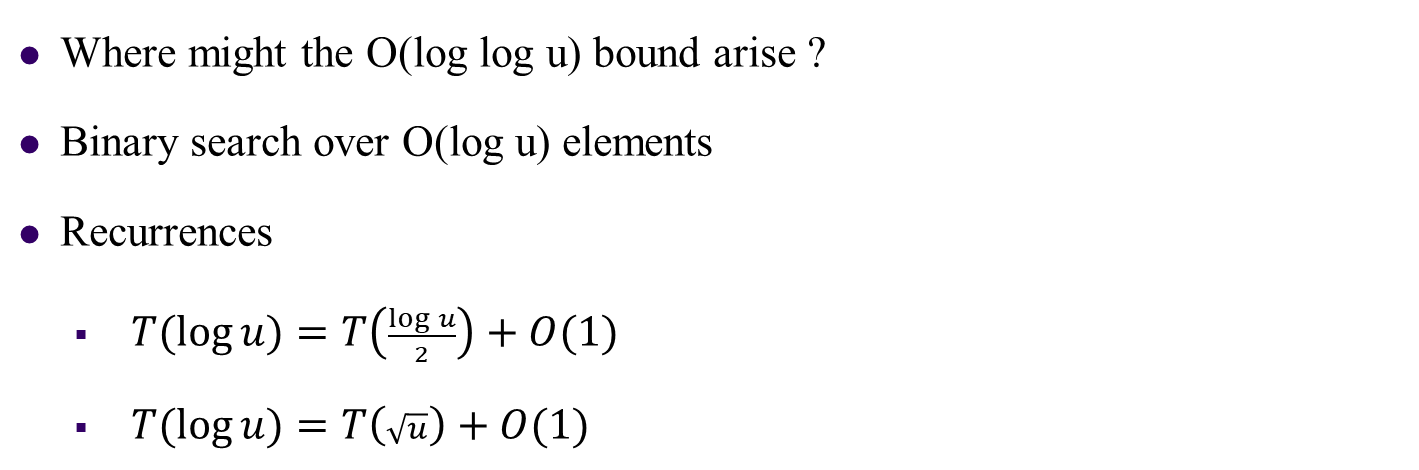 • Where might the O(log log u) bound arise ?
• Binary search over O(log u) elements
• Recurrences
▪ T(log u) = T(log u / 2) + O(1)
▪ T(log u) = T(√u) + O(1)